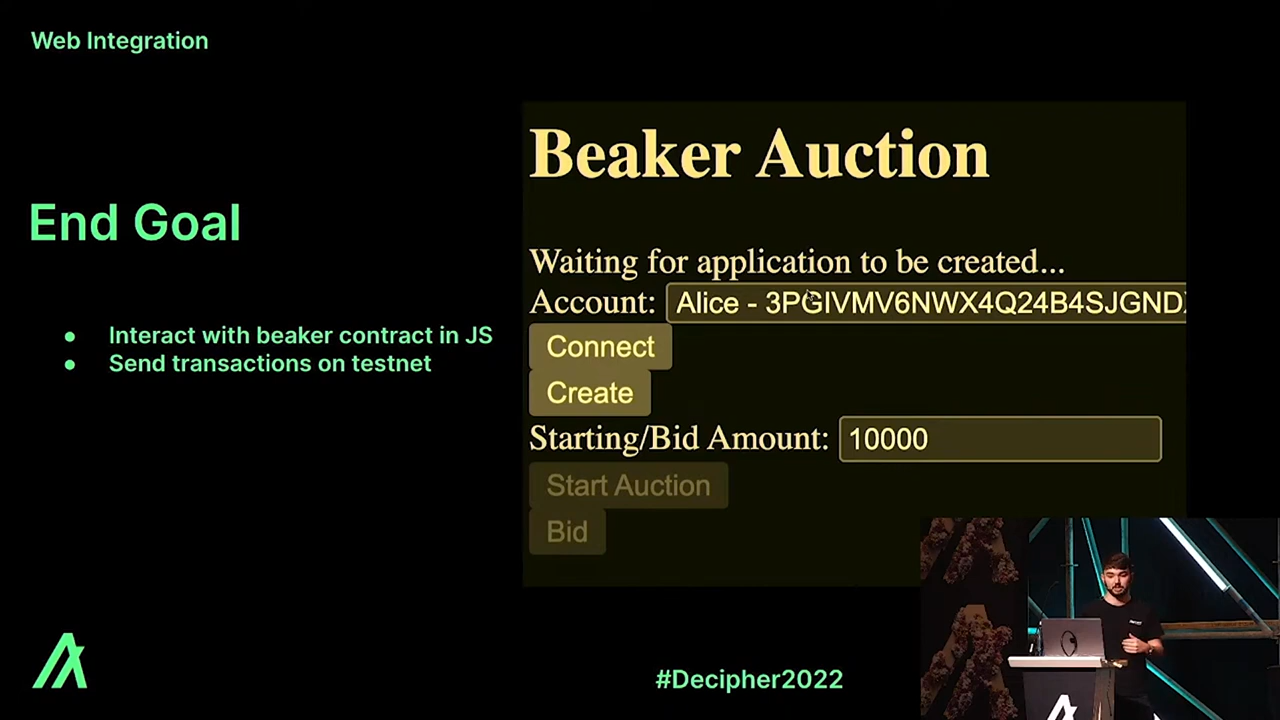 Web Integration
End Goal
● Interact with beaker contract in JS
● Send transactions on testnet
Beaker Auction
Waiting for application to be created...
Account: Alice - 3PGIVMV6NWX4Q24B4SJGND
Connect
Create
Starting/Bid Amount: 10000
Start Auction
Bid
#Decipher2022